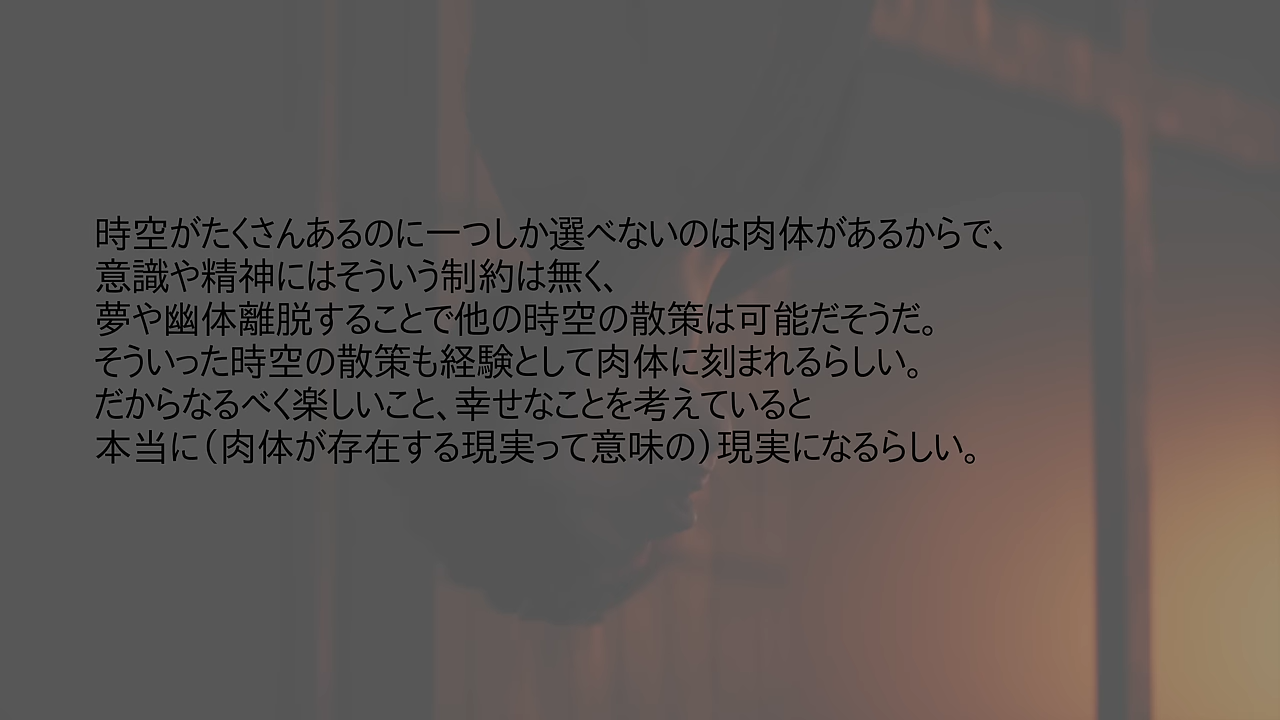 時空がたくさんあるのに一つしか選べないのは肉体があるからで、
意識や精神にはそういう制約は無く、
夢や幽体離脱することで他の時空の散策は可能だそうだ。
そういった時空の散策も経験として肉体に刻まれるらしい。
だからなるべく楽しいこと、幸せなことを考えていると
本当に(肉体が存在する現実って意味の)現実になるらしい。